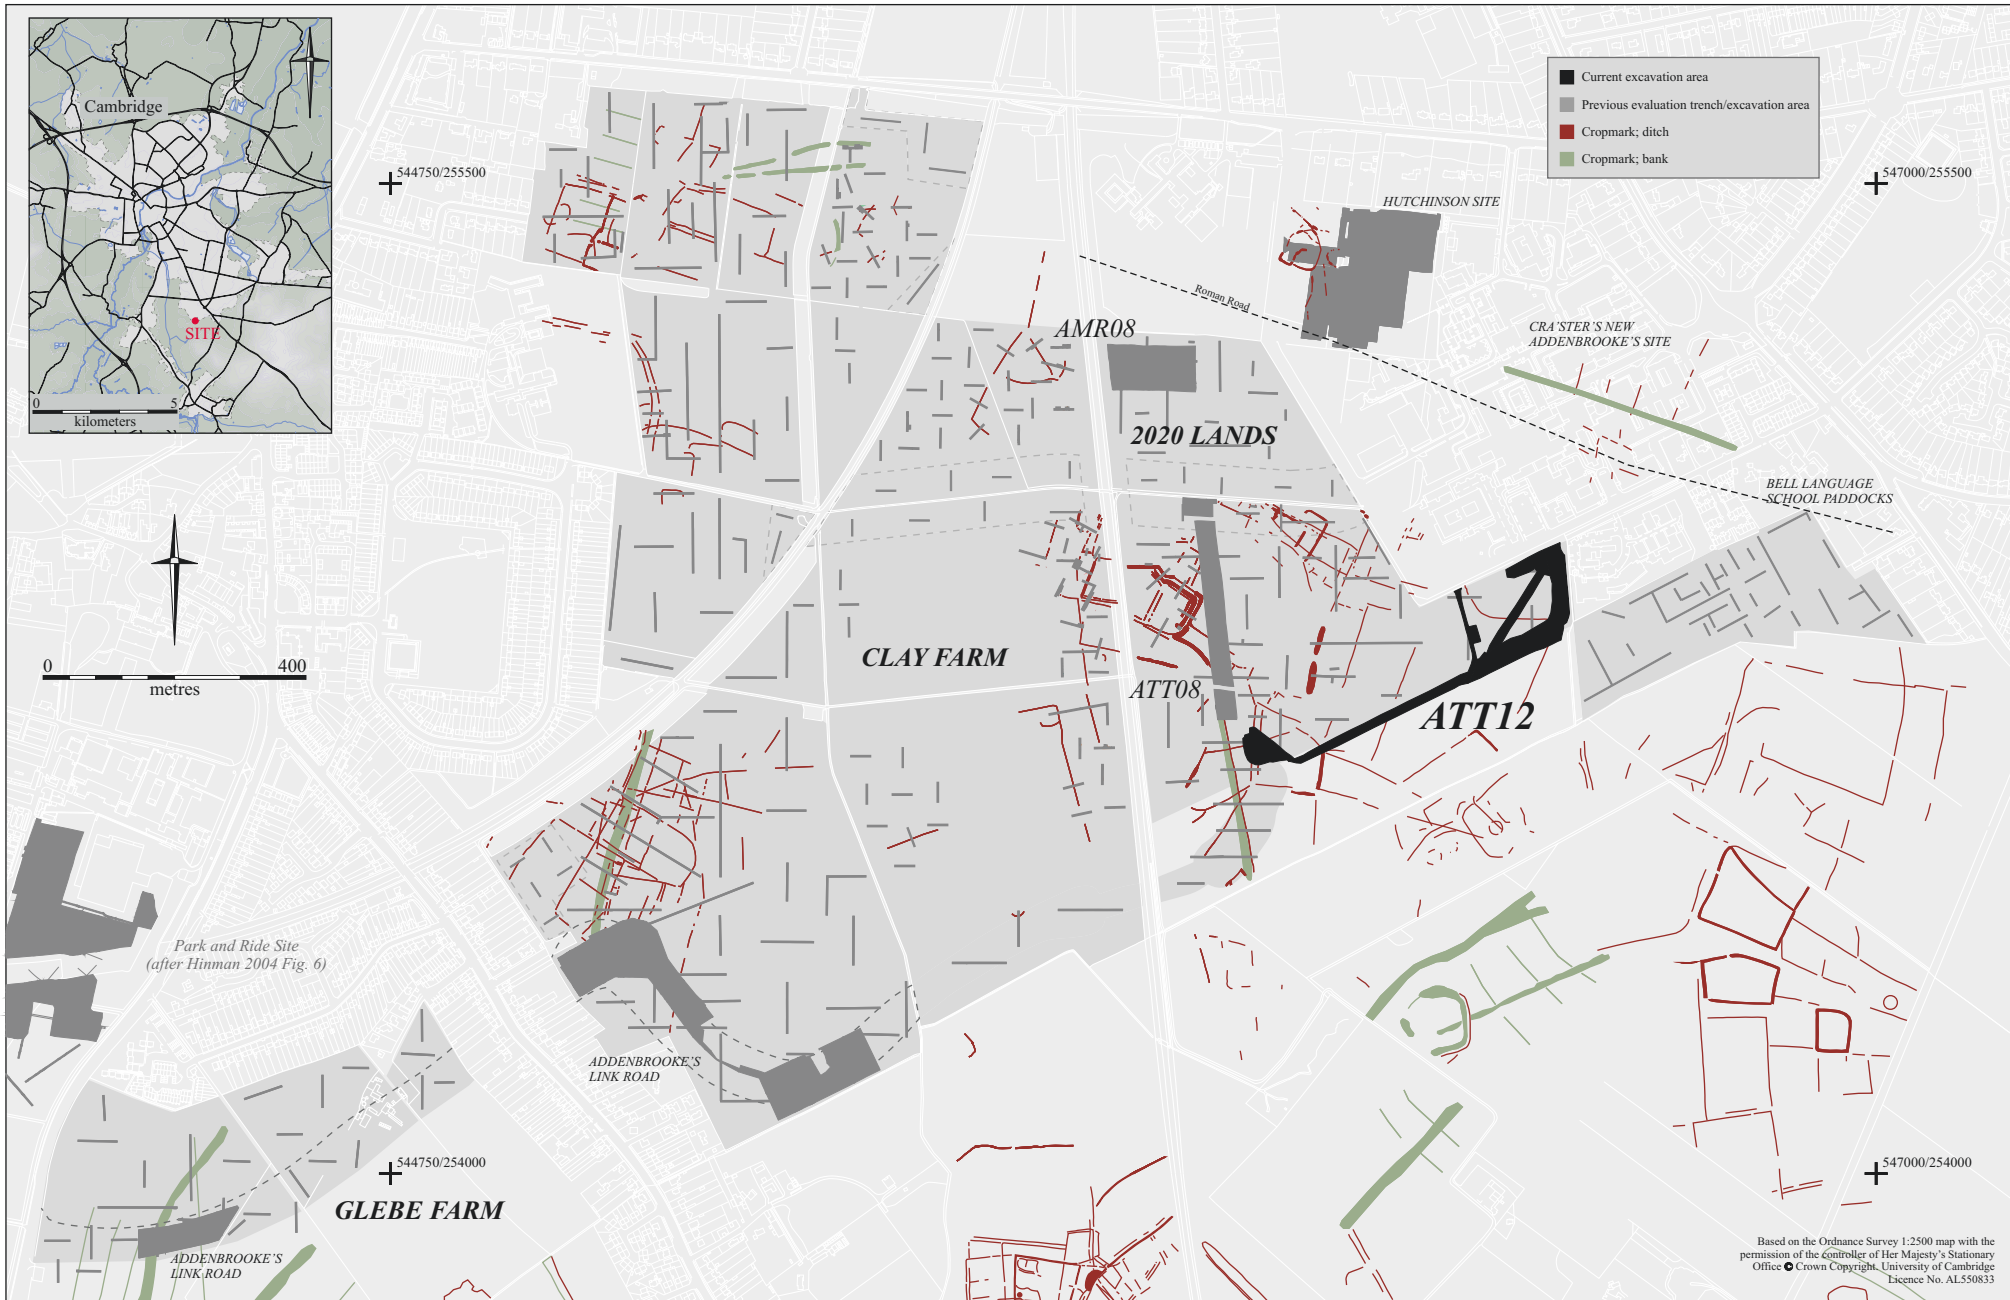 Cambridge
SITE
0
5
kilometers
Current excavation area
Previous evaluation trench/excavation area
Cropmark; ditch
Cropmark; bank
544750/255500
547000/255500
HUTCHINSON SITE
Roman Road
AMR08
CRA'STER'S NEW
ADDENBROOKE'S SITE
2020 LANDS
BELL LANGUAGE
SCHOOL PADDOCKS
0
400
metres
CLAY FARM
ATT08
ATT12
Park and Ride Site
(after Hinman 2004 Fig. 6)
ADDENBROOKE'S
LINK ROAD
544750/254000
547000/254000
GLEBE FARM
ADDENBROOKE'S
LINK ROAD
Based on the Ordnance Survey 1:2500 map with the
permission of the controller of Her Majesty's Stationary
Office © Crown Copyright. University of Cambridge
Licence No. AL550833